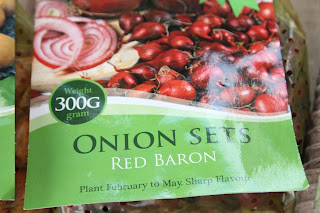 Weight
300G
gram
ONION SETS
RED BARON
Plant February to May. Sharp Flavour